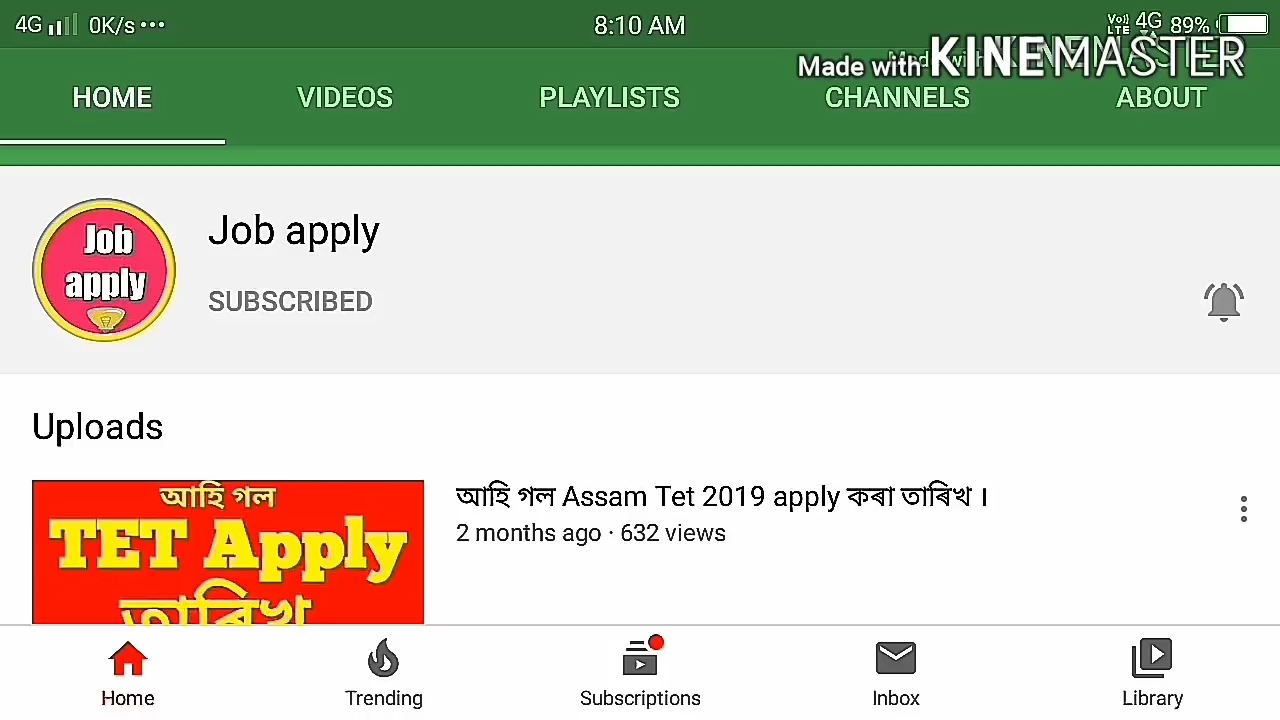 4G 0K/s ••• 8:10 AM VoI) LTE 4G 89%
Made with KINEMASTER
HOME VIDEOS PLAYLISTS CHANNELS ABOUT
Job apply
Job apply
SUBSCRIBED
Uploads
আহি গল
TET Apply
তাৰিখ
আহি গল Assam Tet 2019 apply কৰা তাৰিখ ।
2 months ago · 632 views
Home Trending Subscriptions Inbox Library